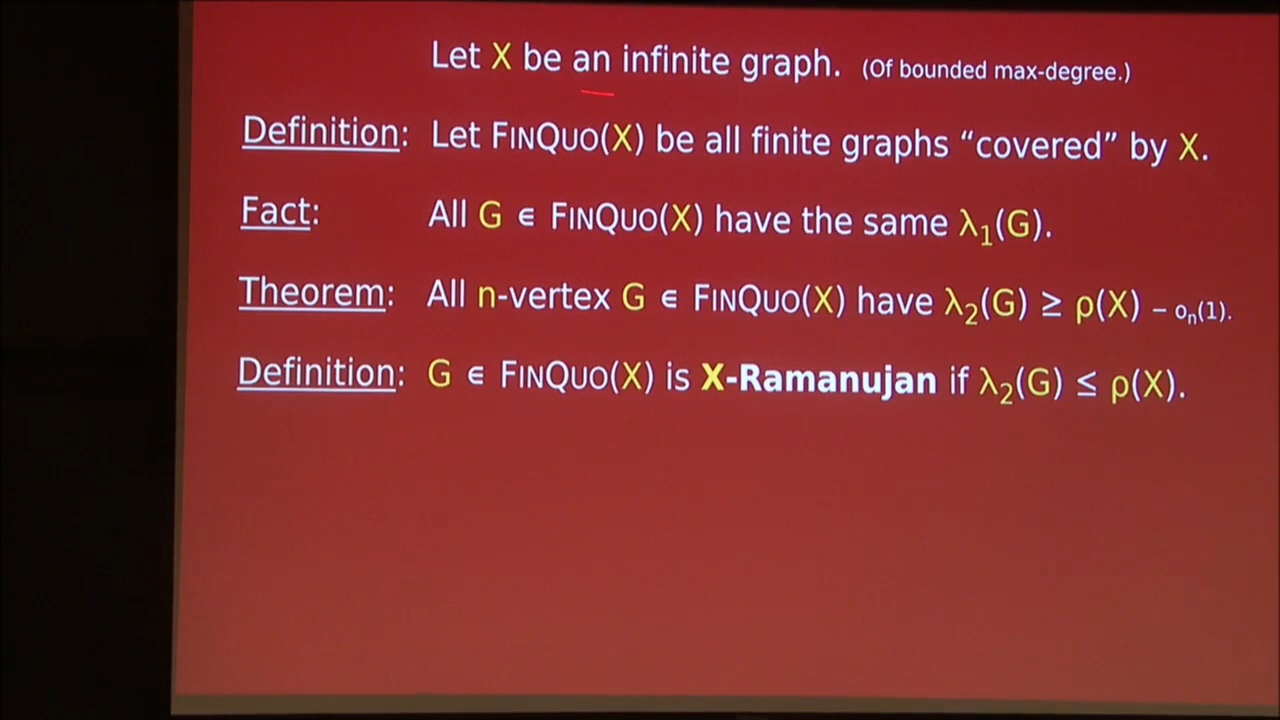 Let X be an infinite graph. (Of bounded max-degree.)
Definition: Let FINQUO(X) be all finite graphs “covered” by X.
Fact: All G ∈ FINQUO(X) have the same λ₁(G).
Theorem: All n-vertex G ∈ FINQUO(X) have λ₂(G) ≥ ρ(X) – oₙ(1).
Definition: G ∈ FINQUO(X) is X-Ramanujan if λ₂(G) ≤ ρ(X).